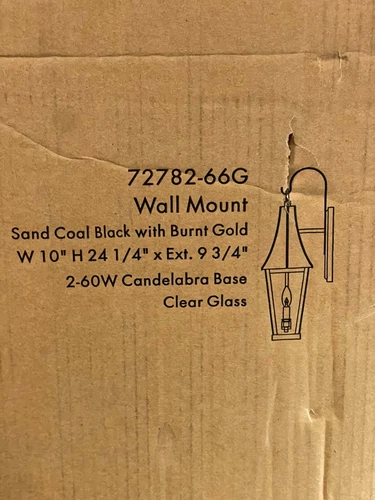 72782-66G
Wall Mount
Sand Coal Black with Burnt Gold
W 10" H 24 1/4" x Ext. 9 3/4"
2-60W Candelabra Base
Clear Glass